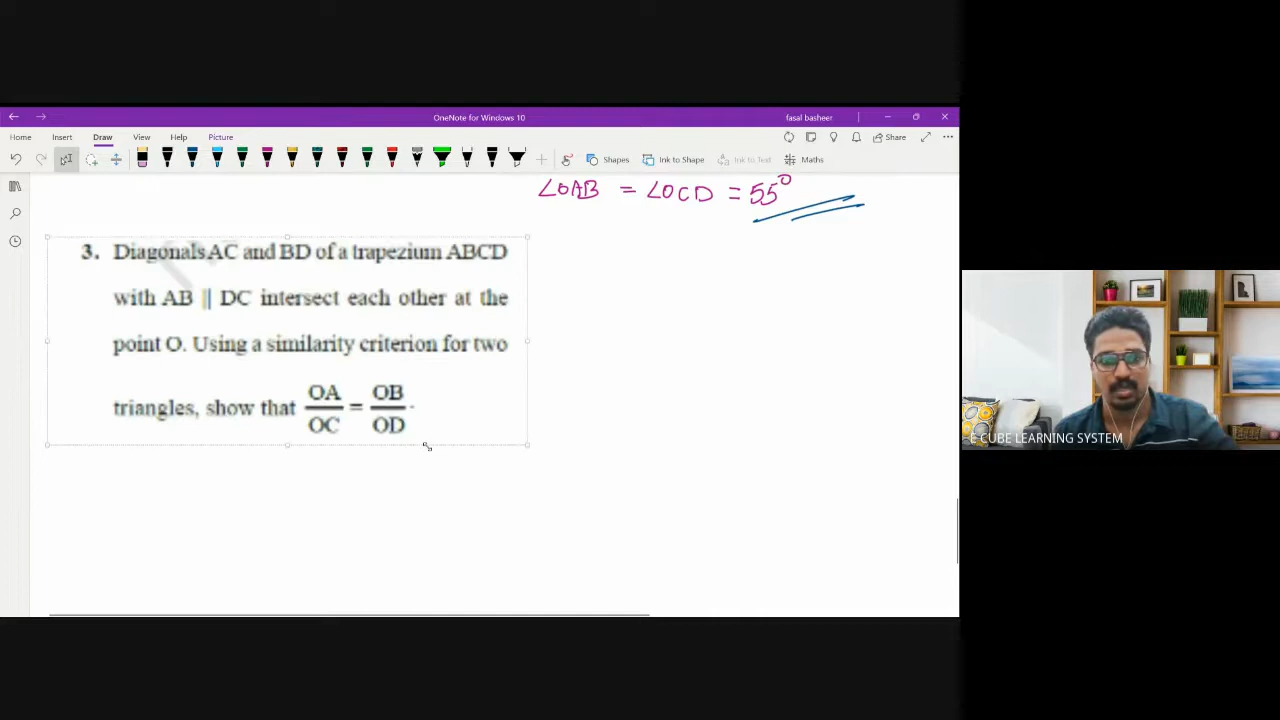 OneNote for Windows 10
fasal basheer
Home Insert Draw View Help Picture
Share
Shapes
Ink to Shape
Ink to Text
Maths
∠OAB = ∠OCD = 55°
3. Diagonals AC and BD of a trapezium ABCD
with AB || DC intersect each other at the
point O. Using a similarity criterion for two
triangles, show that OA/OC = OB/OD.
E CUBE LEARNING SYSTEM